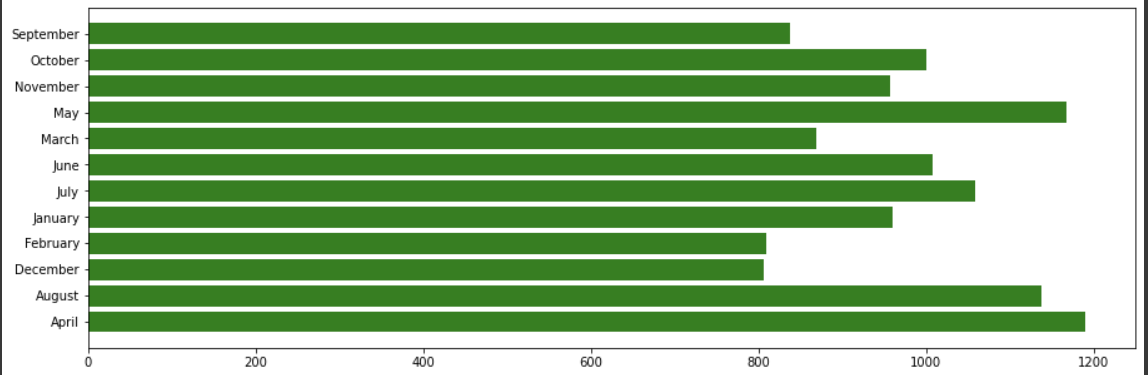 September
October
November
May
March
June
July
January
February
December
August
April
0 200 400 600 800 1000 1200